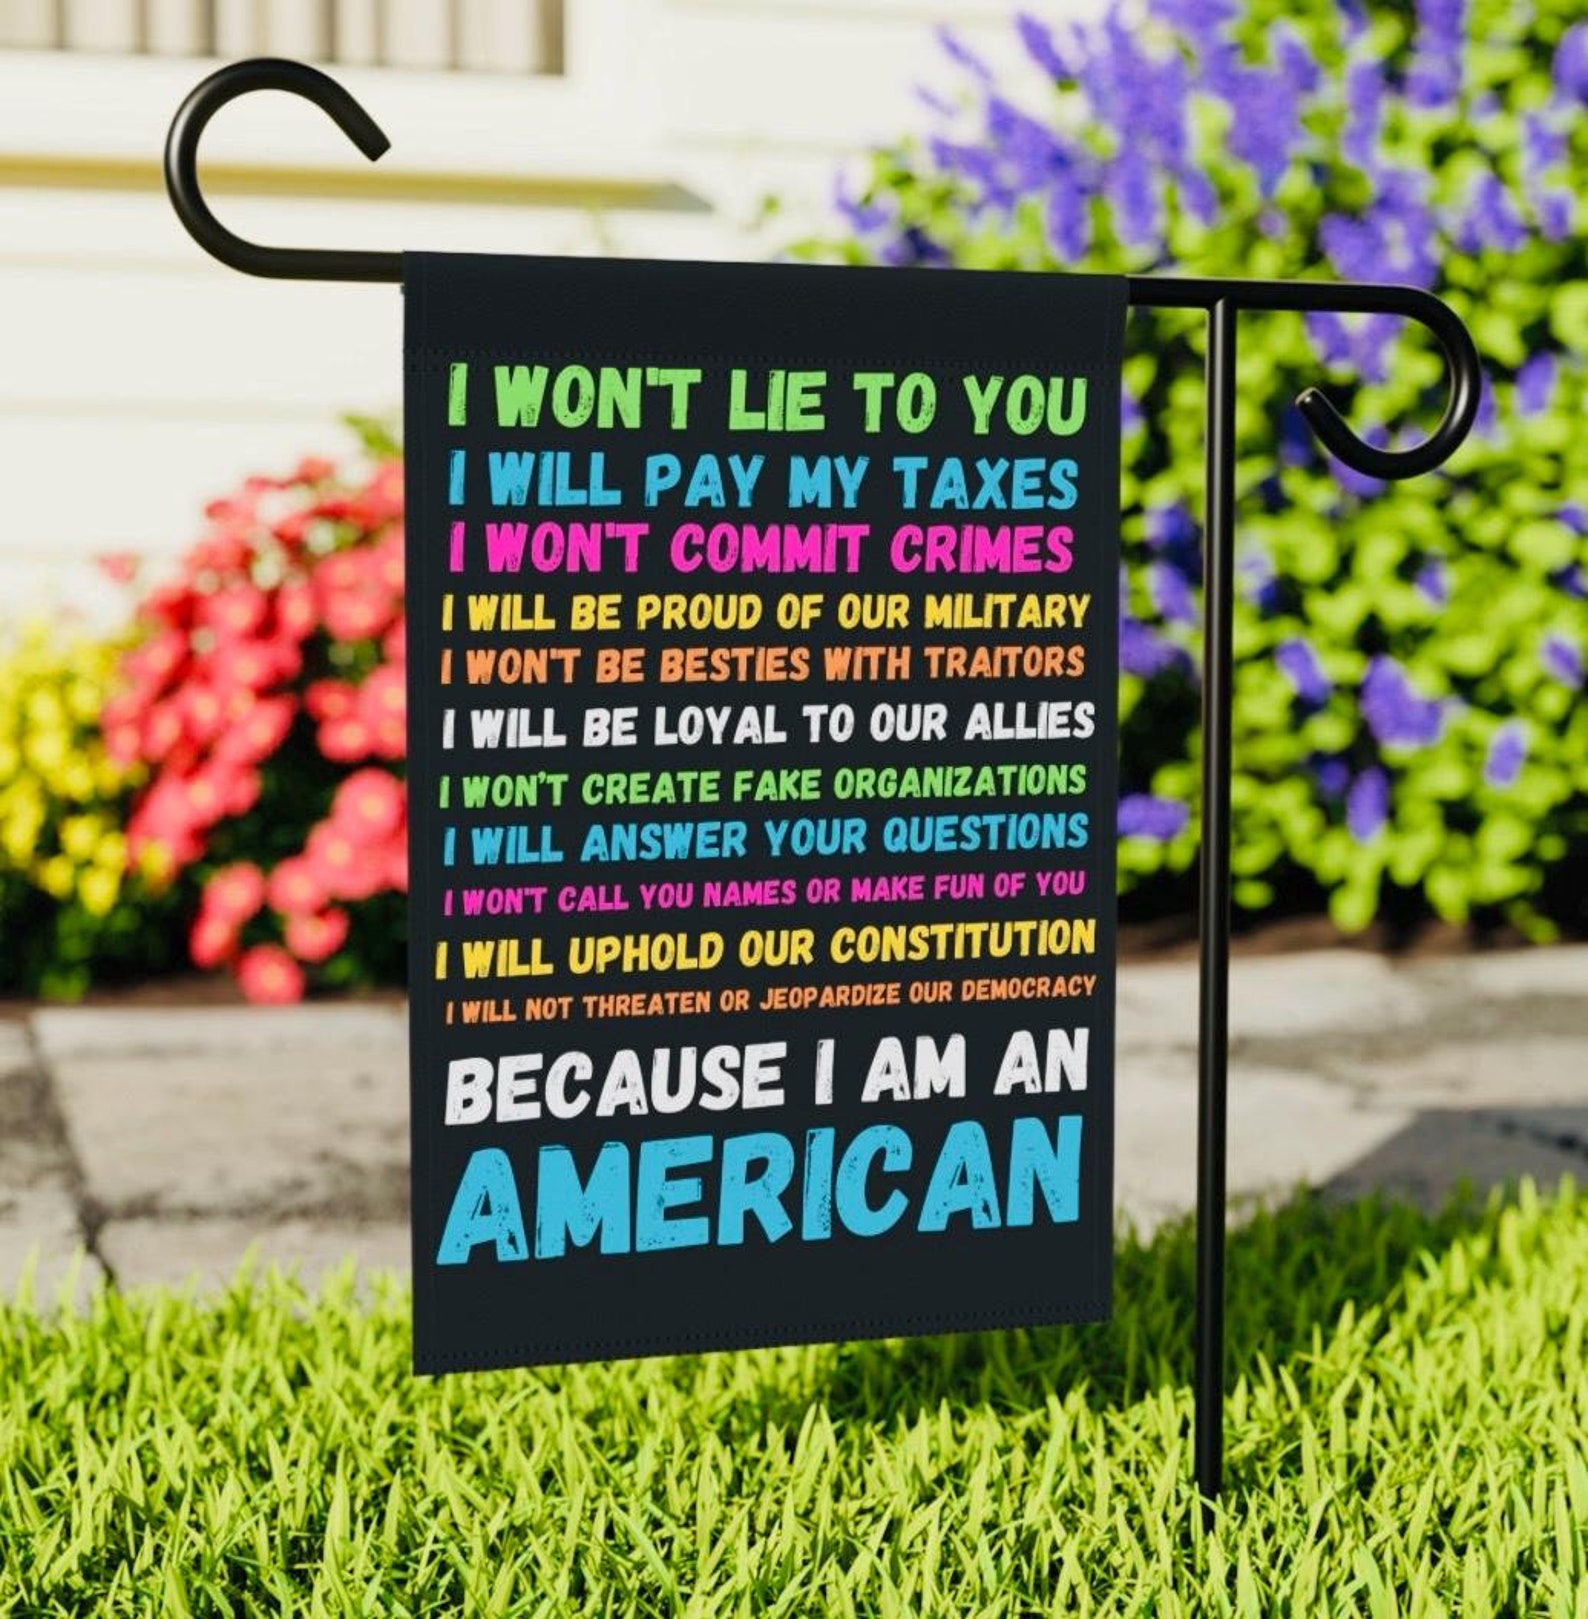 I WON'T LIE TO YOU
I WILL PAY MY TAXES
I WON'T COMMIT CRIMES
I WILL BE PROUD OF OUR MILITARY
I WON'T BE BESTIES WITH TRAITORS
I WILL BE LOYAL TO OUR ALLIES
I WON’T CREATE FAKE ORGANIZATIONS
I WILL ANSWER YOUR QUESTIONS
I WON'T CALL YOU NAMES OR MAKE FUN OF YOU
I WILL UPHOLD OUR CONSTITUTION
I WILL NOT THREATEN OR JEOPARDIZE OUR DEMOCRACY
BECAUSE I AM AN
AMERICAN